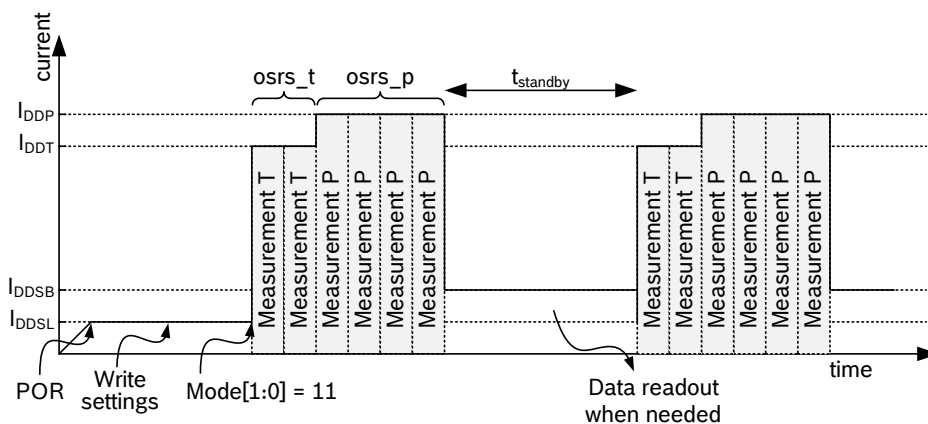 current
osrs_t
osrs_p
tstandby
IDDP
IDDT
Measurement T
Measurement T
Measurement P
Measurement P
Measurement P
Measurement P
Measurement T
Measurement T
Measurement P
Measurement P
Measurement P
Measurement P
IDDSB
IDDSL
time
POR
Write
settings
Mode[1:0] = 11
Data readout
when needed